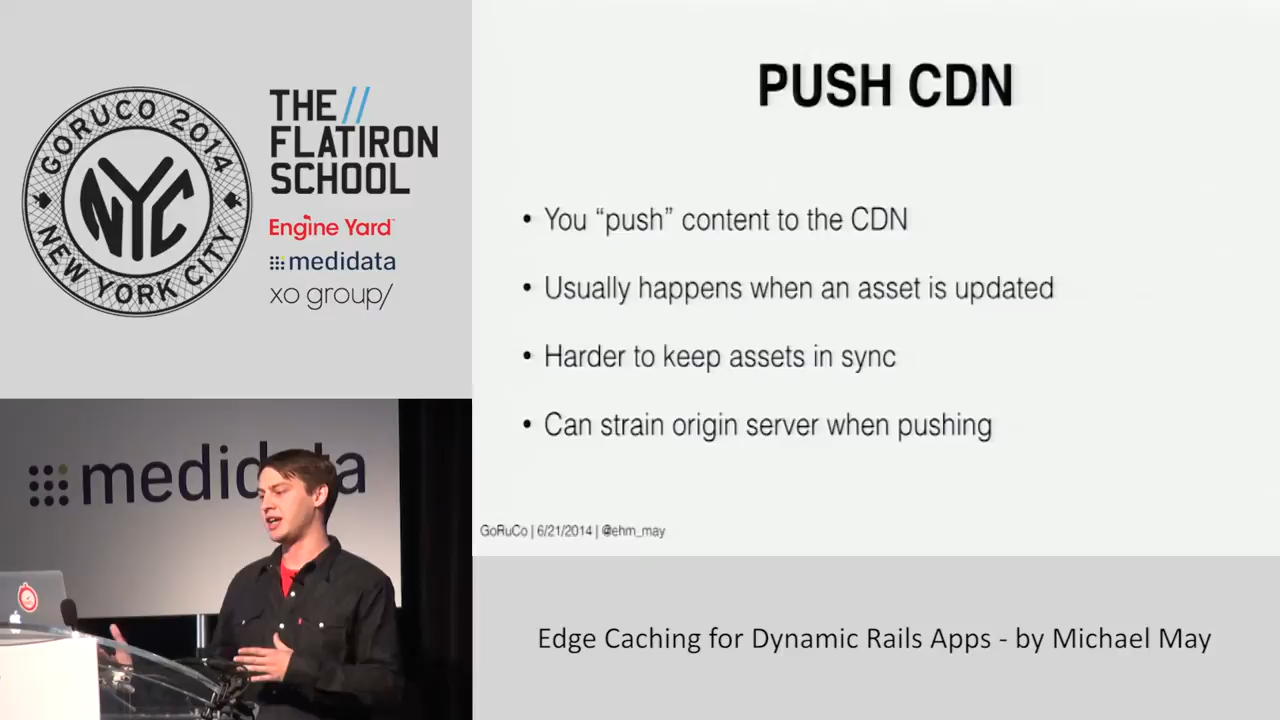 GORUCO 2014
NYC
NEW YORK CITY
THE //
FLATIRON
SCHOOL
Engine Yard
medidata
xo group/
PUSH CDN
• You “push” content to the CDN
• Usually happens when an asset is updated
• Harder to keep assets in sync
• Can strain origin server when pushing
GoRuCo | 6/21/2014 | @ehm_may
medidata
Edge Caching for Dynamic Rails Apps - by Michael May